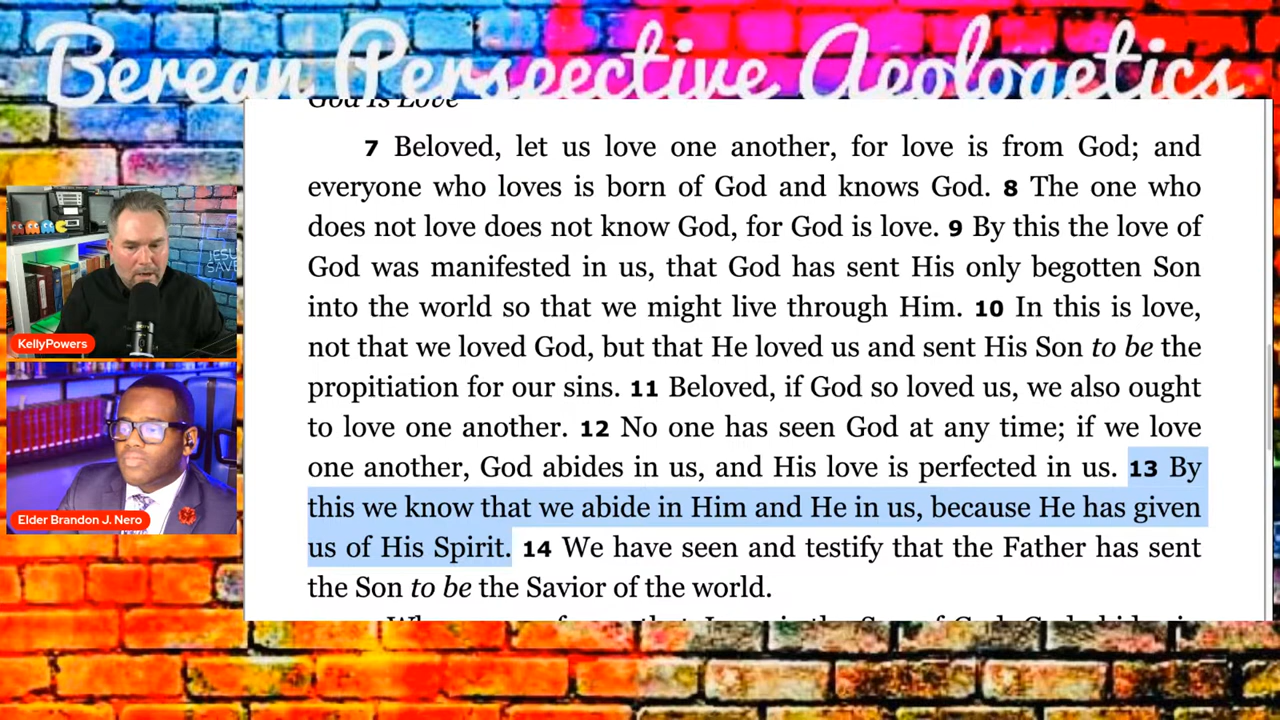 Berean Perspective Apologetics
God Is Love
7 Beloved, let us love one another, for love is from God; and
everyone who loves is born of God and knows God. 8 The one who
does not love does not know God, for God is love. 9 By this the love of
God was manifested in us, that God has sent His only begotten Son
into the world so that we might live through Him. 10 In this is love,
not that we loved God, but that He loved us and sent His Son to be the
propitiation for our sins. 11 Beloved, if God so loved us, we also ought
to love one another. 12 No one has seen God at any time; if we love
one another, God abides in us, and His love is perfected in us. 13 By
this we know that we abide in Him and He in us, because He has given
us of His Spirit. 14 We have seen and testify that the Father has sent
the Son to be the Savior of the world.
JESUS
SAVES
KellyPowers
Elder Brandon J. Nero